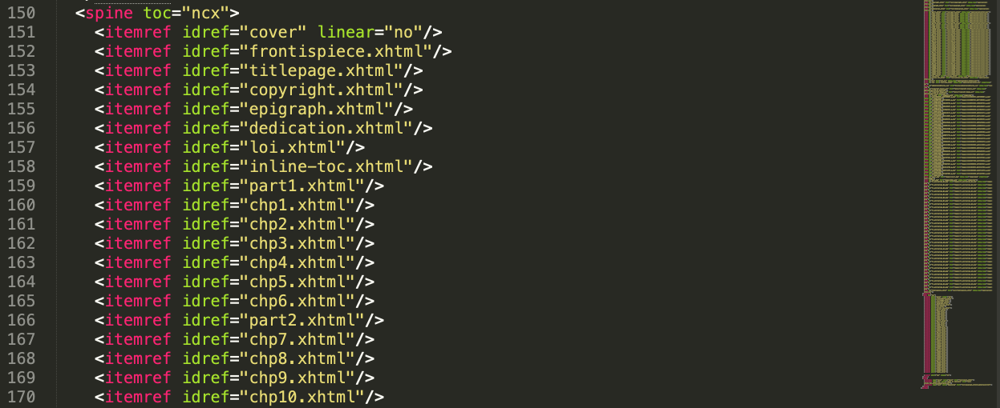 150 <spine toc="ncx">
151 <itemref idref="cover" linear="no"/>
152 <itemref idref="frontispiece.xhtml"/>
153 <itemref idref="titlepage.xhtml"/>
154 <itemref idref="copyright.xhtml"/>
155 <itemref idref="epigraph.xhtml"/>
156 <itemref idref="dedication.xhtml"/>
157 <itemref idref="loi.xhtml"/>
158 <itemref idref="inline-toc.xhtml"/>
159 <itemref idref="part1.xhtml"/>
160 <itemref idref="chp1.xhtml"/>
161 <itemref idref="chp2.xhtml"/>
162 <itemref idref="chp3.xhtml"/>
163 <itemref idref="chp4.xhtml"/>
164 <itemref idref="chp5.xhtml"/>
165 <itemref idref="chp6.xhtml"/>
166 <itemref idref="part2.xhtml"/>
167 <itemref idref="chp7.xhtml"/>
168 <itemref idref="chp8.xhtml"/>
169 <itemref idref="chp9.xhtml"/>
170 <itemref idref="chp10.xhtml"/>